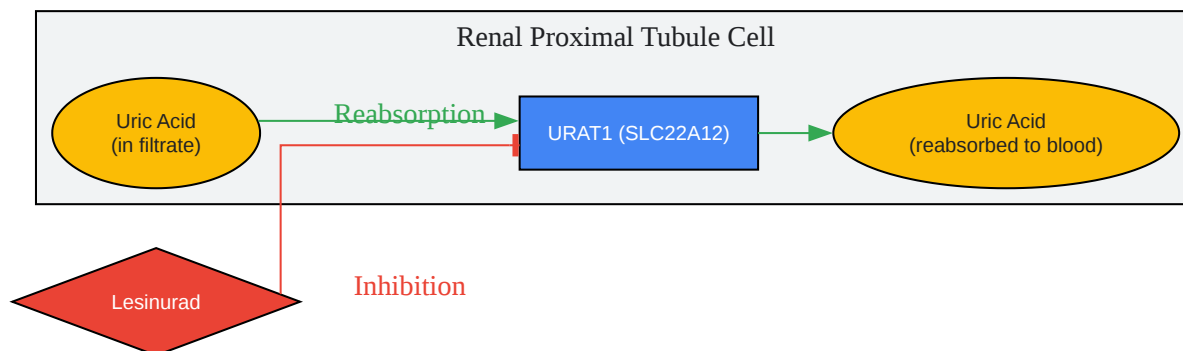 Renal Proximal Tubule Cell
Uric Acid
(in filtrate)
Reabsorption
URAT1 (SLC22A12)
Uric Acid
(reabsorbed to blood)
Lesinurad
Inhibition